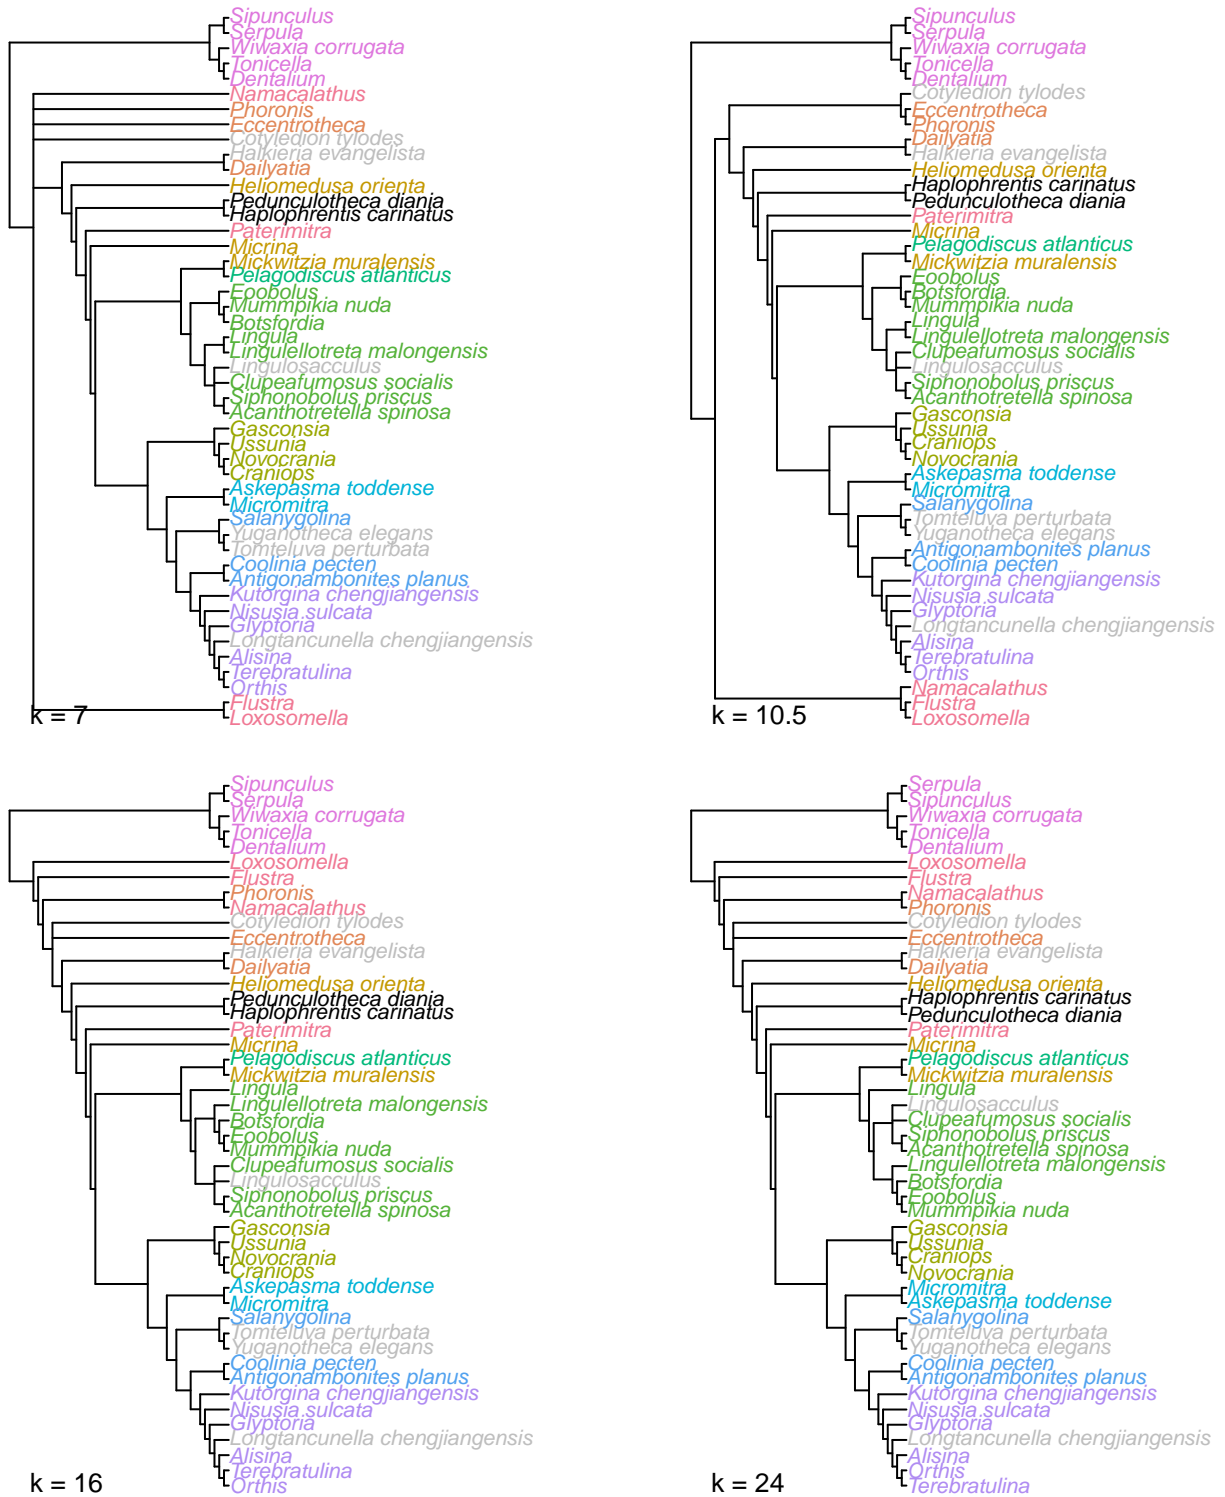 Sipunculus
Serpula
Wiwaxia corrugata
Tonicella
Dentalium
Namacalathus
Phoronis
Eccentrotheca
Cotyledion tylodes
Halkieria evangelista
Dailyatia
Heliomedusa orienta
Pedunculotheca diania
Haplophrentis carinatus
Paterimitra
Micrina
Mickwitzia muralensis
Pelagodiscus atlanticus
Eoobolus
Mummpikia nuda
Botsfordia
Lingula
Lingulellotreta malongensis
Lingulosacculus
Clupeafumosus socialis
Siphonobolus priscus
Acanthotretella spinosa
Gasconsia
Ussunia
Novocrania
Craniops
Askepasma toddense
Micromitra
Salanygolina
Yuganotheca elegans
Tomteluva perturbata
Coolinia pecten
Antigonambonites planus
Kutorgina chengjiangensis
Nisusia sulcata
Glyptoria
Longtancunella chengjiangensis
Alisina
Terebratulina
Orthis
Flustra
Loxosomella
k = 7
Sipunculus
Serpula
Wiwaxia corrugata
Tonicella
Dentalium
Cotyledion tylodes
Eccentrotheca
Phoronis
Dailyatia
Halkieria evangelista
Heliomedusa orienta
Haplophrentis carinatus
Pedunculotheca diania
Paterimitra
Micrina
Pelagodiscus atlanticus
Mickwitzia muralensis
Eoobolus
Botsfordia
Mummpikia nuda
Lingula
Lingulellotreta malongensis
Clupeafumosus socialis
Lingulosacculus
Siphonobolus priscus
Acanthotretella spinosa
Gasconsia
Ussunia
Craniops
Novocrania
Askepasma toddense
Micromitra
Salanygolina
Tomteluva perturbata
Yuganotheca elegans
Antigonambonites planus
Coolinia pecten
Kutorgina chengjiangensis
Nisusia sulcata
Glyptoria
Longtancunella chengjiangensis
Alisina
Terebratulina
Orthis
Namacalathus
Flustra
Loxosomella
k = 10.5
Sipunculus
Serpula
Wiwaxia corrugata
Tonicella
Dentalium
Loxosomella
Flustra
Phoronis
Namacalathus
Cotyledion tylodes
Eccentrotheca
Halkieria evangelista
Dailyatia
Heliomedusa orienta
Pedunculotheca diania
Haplophrentis carinatus
Paterimitra
Micrina
Pelagodiscus atlanticus
Mickwitzia muralensis
Lingula
Lingulellotreta malongensis
Botsfordia
Eoobolus
Mummpikia nuda
Clupeafumosus socialis
Lingulosacculus
Siphonobolus priscus
Acanthotretella spinosa
Gasconsia
Ussunia
Novocrania
Craniops
Askepasma toddense
Micromitra
Salanygolina
Tomteluva perturbata
Yuganotheca elegans
Coolinia pecten
Antigonambonites planus
Kutorgina chengjiangensis
Nisusia sulcata
Glyptoria
Longtancunella chengjiangensis
Alisina
Terebratulina
Orthis
k = 16
Serpula
Sipunculus
Wiwaxia corrugata
Tonicella
Dentalium
Loxosomella
Flustra
Namacalathus
Phoronis
Cotyledion tylodes
Eccentrotheca
Halkieria evangelista
Dailyatia
Heliomedusa orienta
Haplophrentis carinatus
Pedunculotheca diania
Paterimitra
Micrina
Pelagodiscus atlanticus
Mickwitzia muralensis
Lingula
Lingulosacculus
Clupeafumosus socialis
Siphonobolus priscus
Acanthotretella spinosa
Lingulellotreta malongensis
Botsfordia
Eoobolus
Mummpikia nuda
Gasconsia
Ussunia
Craniops
Novocrania
Micromitra
Askepasma toddense
Salanygolina
Tomteluva perturbata
Yuganotheca elegans
Coolinia pecten
Antigonambonites planus
Kutorgina chengjiangensis
Nisusia sulcata
Glyptoria
Longtancunella chengjiangensis
Alisina
Orthis
Terebratulina
k = 24